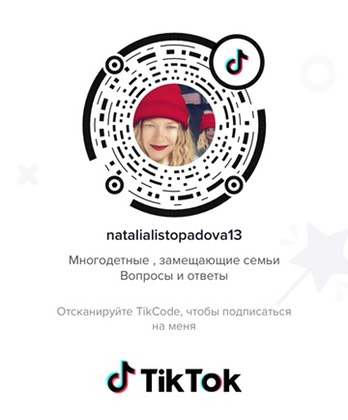 natalialistopadova13
Многодетные , замещающие семьи
Вопросы и ответы
Отсканируйте TikCode, чтобы подписаться
на меня
TikTok